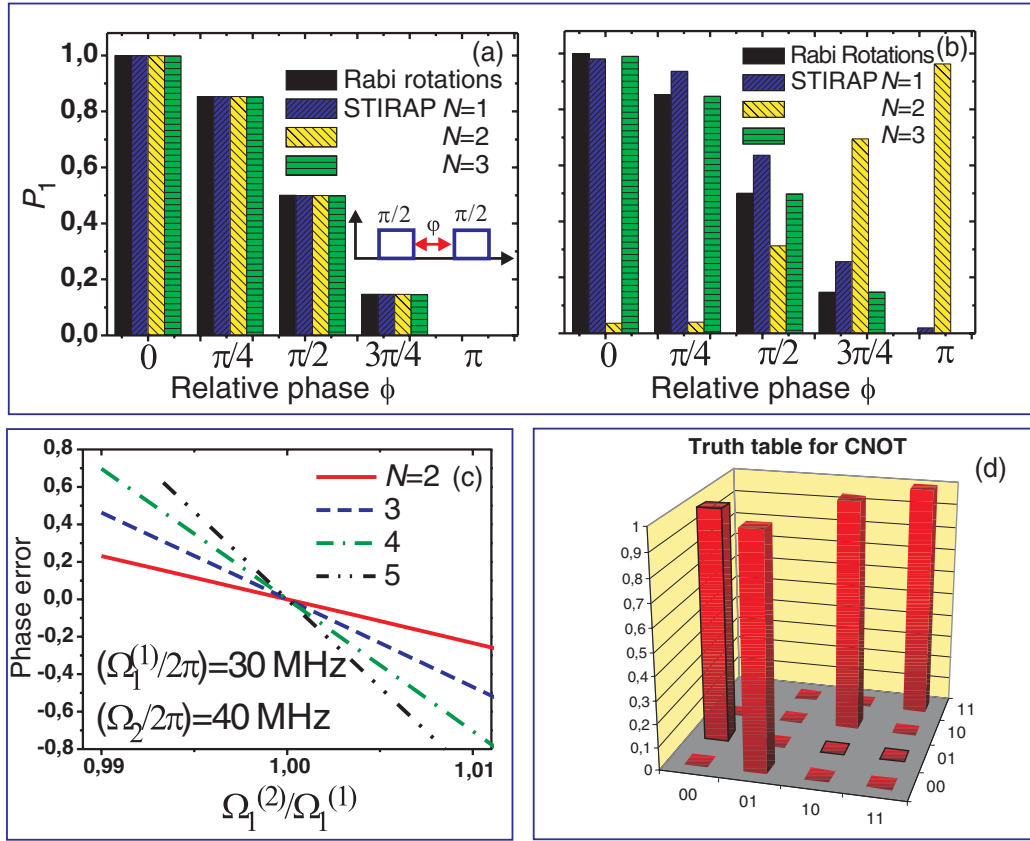 (a)
1,0
0,8
0,6
0,4
0,2
0,0
P₁
Rabi rotations
STIRAP N=1
N=2
N=3
π/2 φ π/2
0 π/4 π/2 3π/4 π
Relative phase ϕ
(b)
Rabi rotations
STIRAP N=1
N=2
N=3
0 π/4 π/2 3π/4 π
Relative phase ϕ
0,8
0,6
0,4
0,2
0,0
-0,2
-0,4
-0,6
-0,8
Phase error
N=2 (c)
3
4
5
(Ω₁⁽¹⁾/2π)=30 MHz
(Ω₂/2π)=40 MHz
0,99 1,00 1,01
Ω₁⁽²⁾/Ω₁⁽¹⁾
Truth table for CNOT
(d)
1
0,9
0,8
0,7
0,6
0,5
0,4
0,3
0,2
0,1
0
00 01 10 11
11
10
01
00